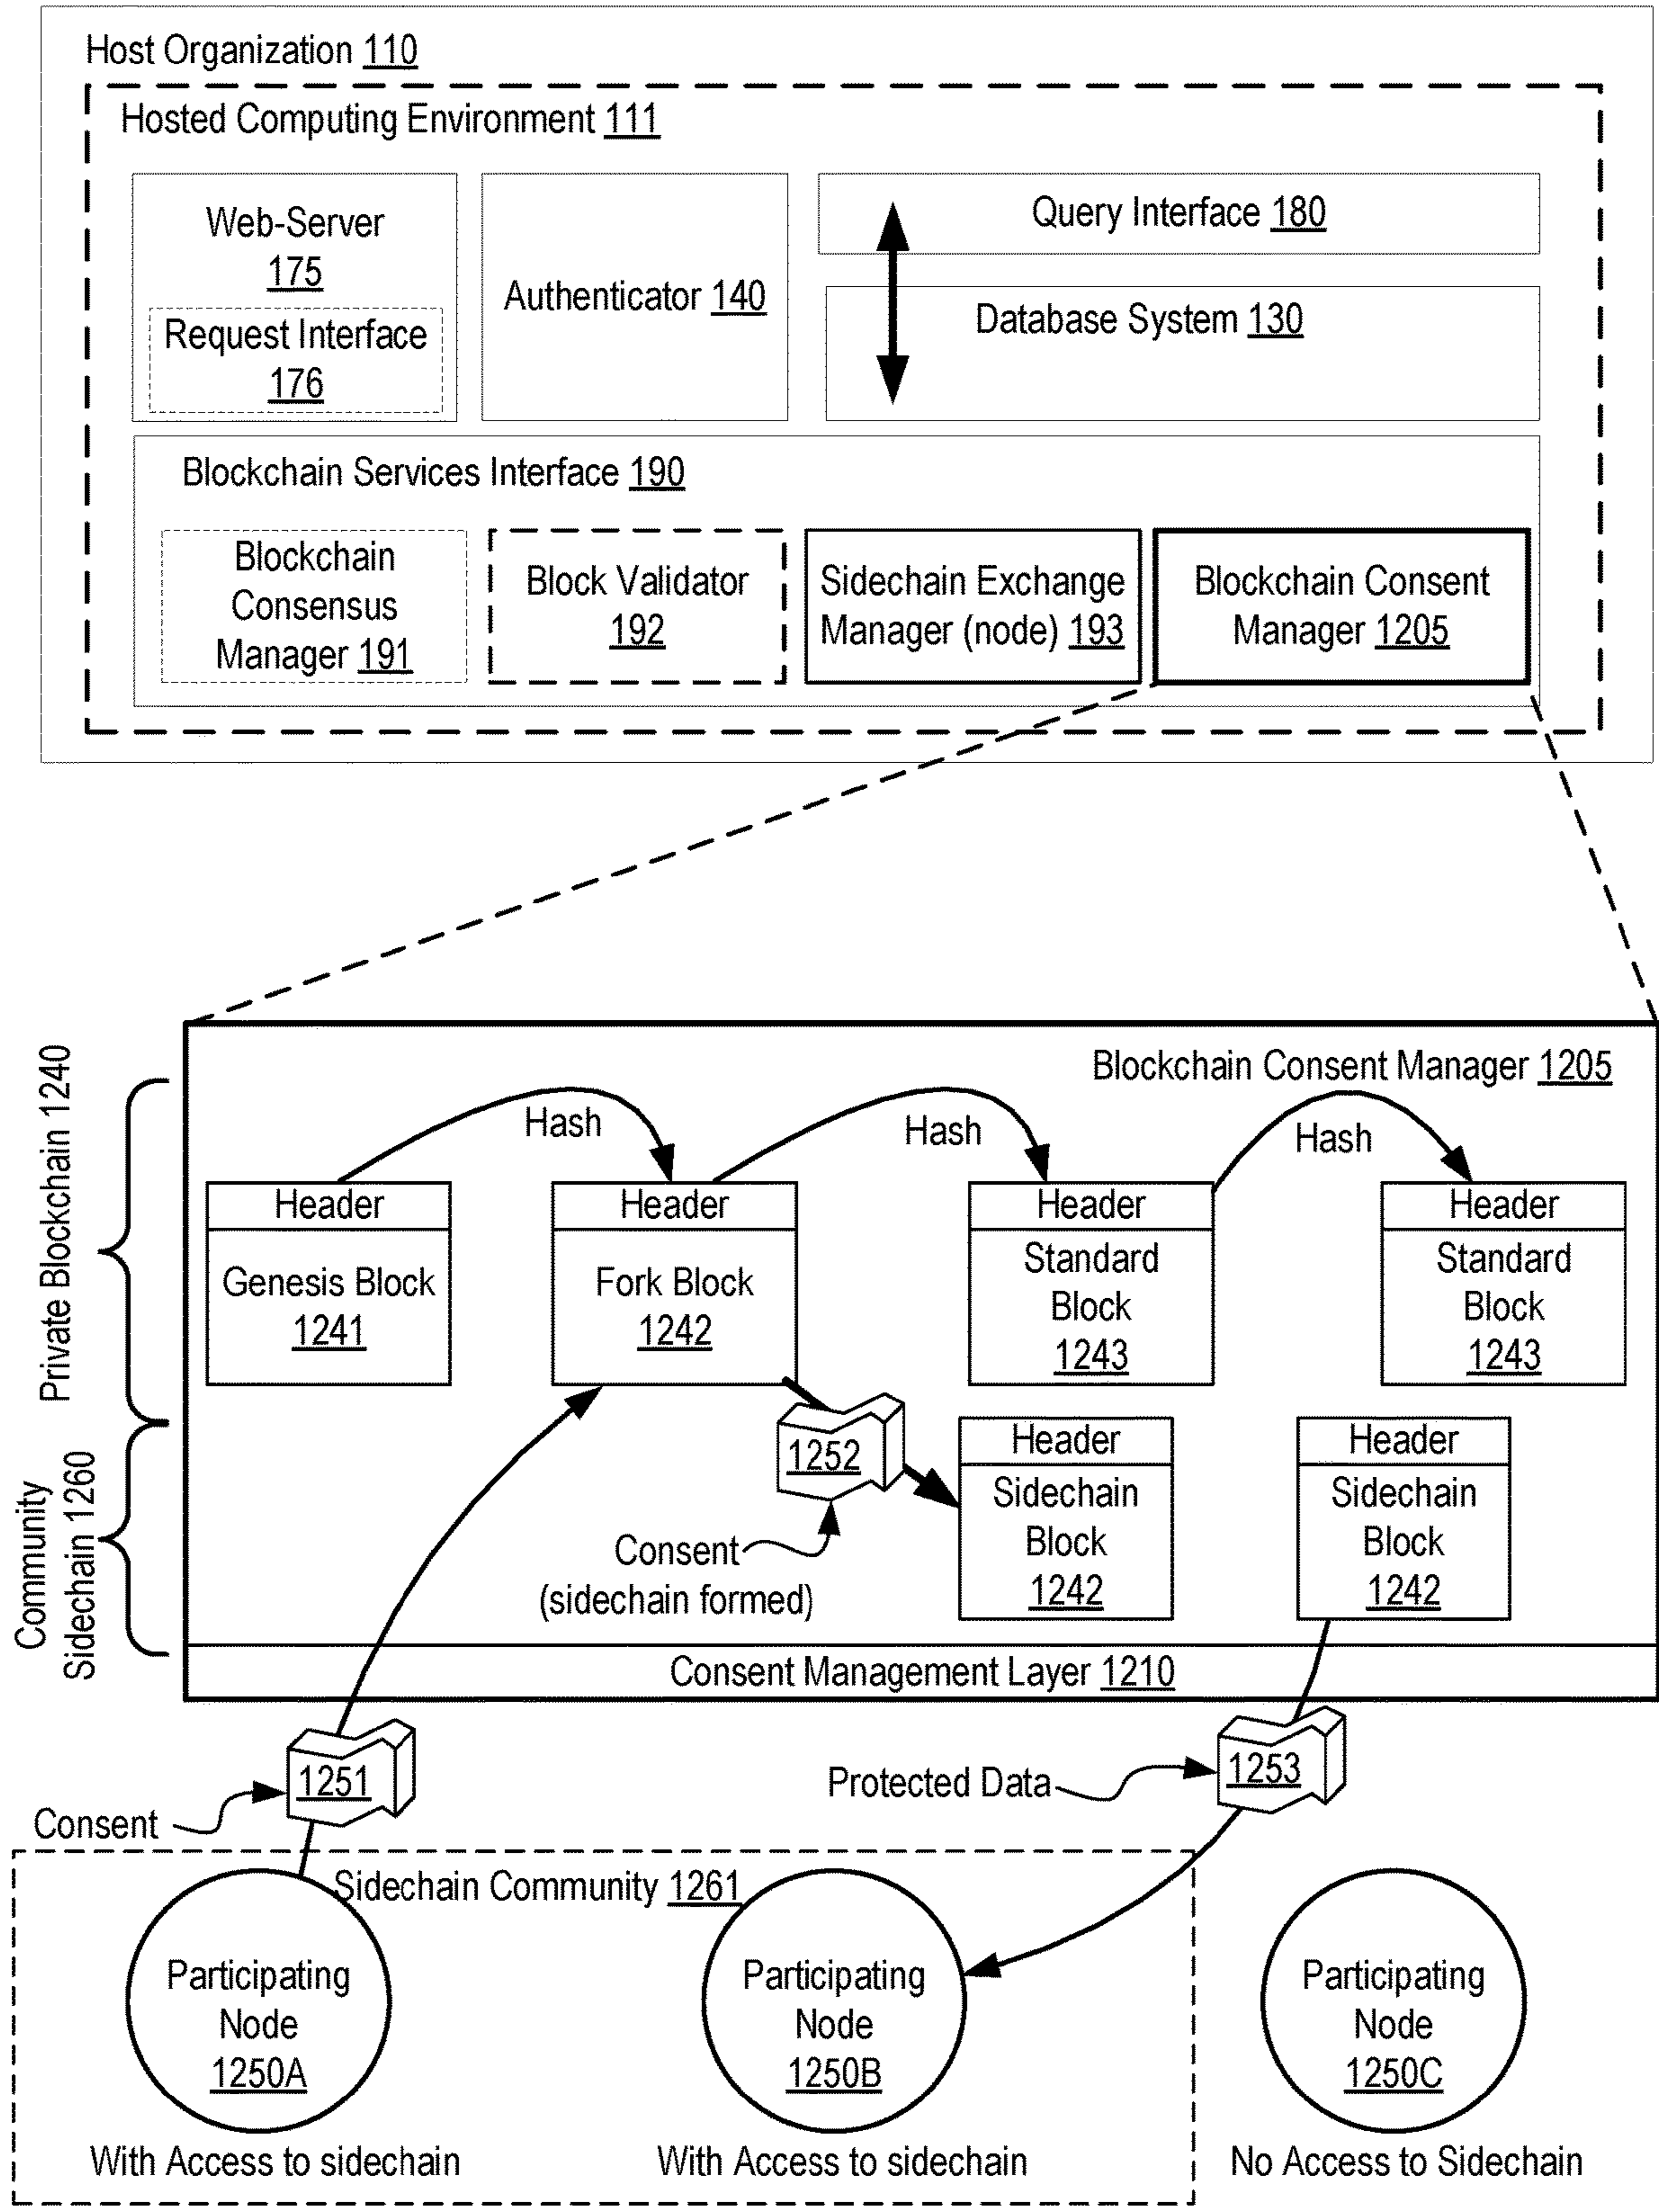 Host Organization 110
Hosted Computing Environment 111
Web-Server
175
Request Interface
176
Authenticator 140
Query Interface 180
Database System 130
Blockchain Services Interface 190
Blockchain
Consensus
Manager 191
Block Validator
192
Sidechain Exchange
Manager (node) 193
Blockchain Consent
Manager 1205
Blockchain Consent Manager 1205
Private Blockchain 1240
Hash
Hash
Hash
Header
Genesis Block
1241
Header
Fork Block
1242
Header
Standard
Block
1243
Header
Standard
Block
1243
Community
Sidechain 1260
1252
Consent
(sidechain formed)
Header
Sidechain
Block
1242
Header
Sidechain
Block
1242
Consent Management Layer 1210
1251
Consent
Protected Data
1253
Sidechain Community 1261
Participating
Node
1250A
With Access to sidechain
Participating
Node
1250B
With Access to sidechain
Participating
Node
1250C
No Access to Sidechain